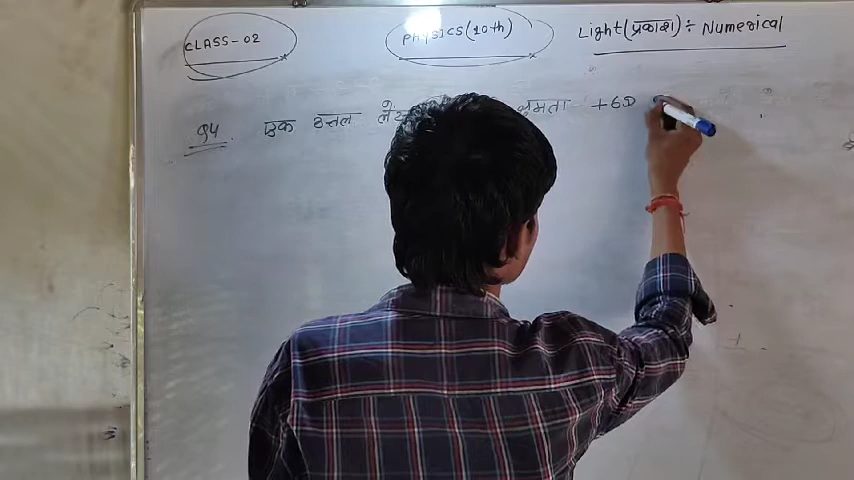 CLASS-02
PHYSICS(10th)
Light(प्रकाश) ÷ Numerical
Q4. एक उत्तल क्षमता +6D